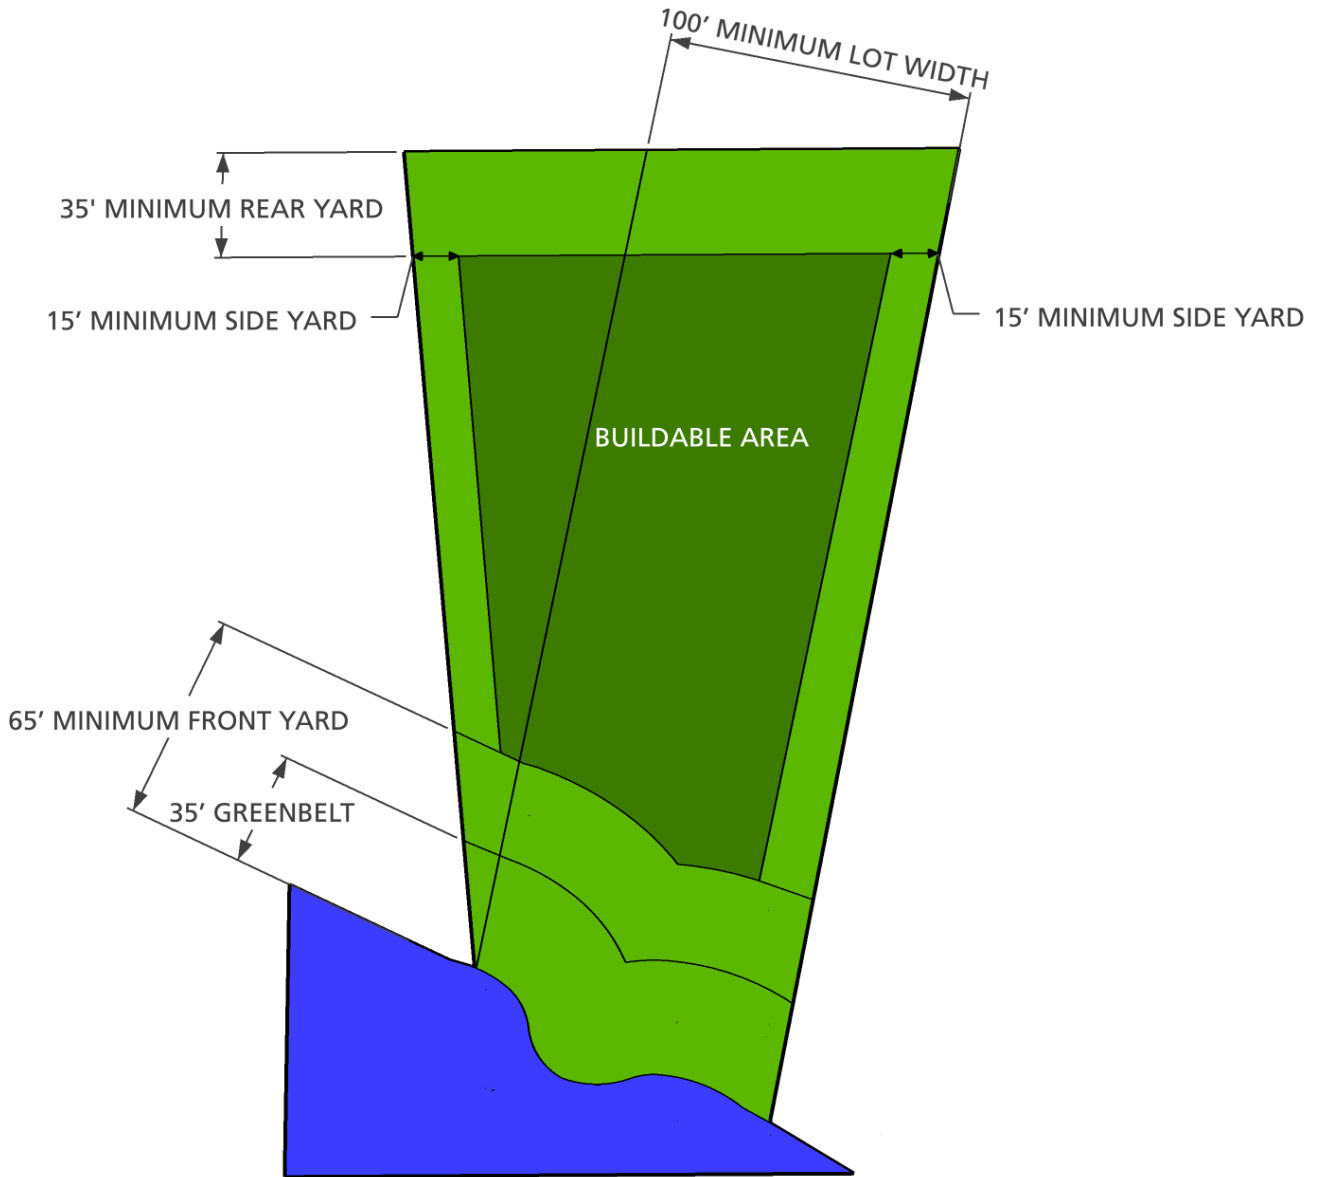 100’ MINIMUM LOT WIDTH
35' MINIMUM REAR YARD
15’ MINIMUM SIDE YARD
15’ MINIMUM SIDE YARD
BUILDABLE AREA
65’ MINIMUM FRONT YARD
35’ GREENBELT